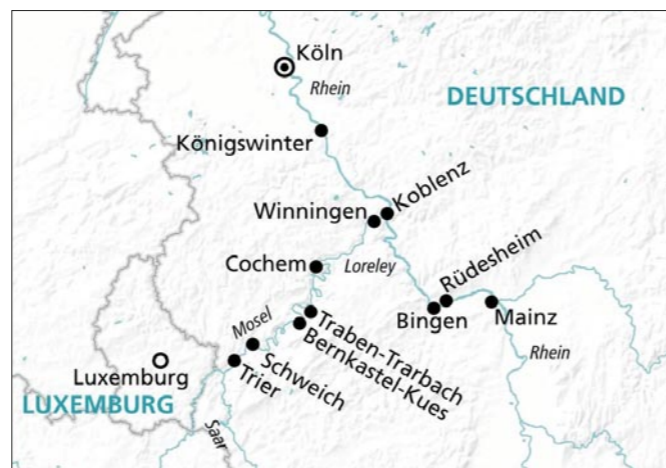 Köln
Rhein
DEUTSCHLAND
Königswinter
Koblenz
Winningen
Cochem
Loreley
Rüdesheim
Bingen
Mainz
Mosel
Traben-Trarbach
Bernkastel-Kues
Rhein
Schweich
Trier
Luxemburg
LUXEMBURG
Saar